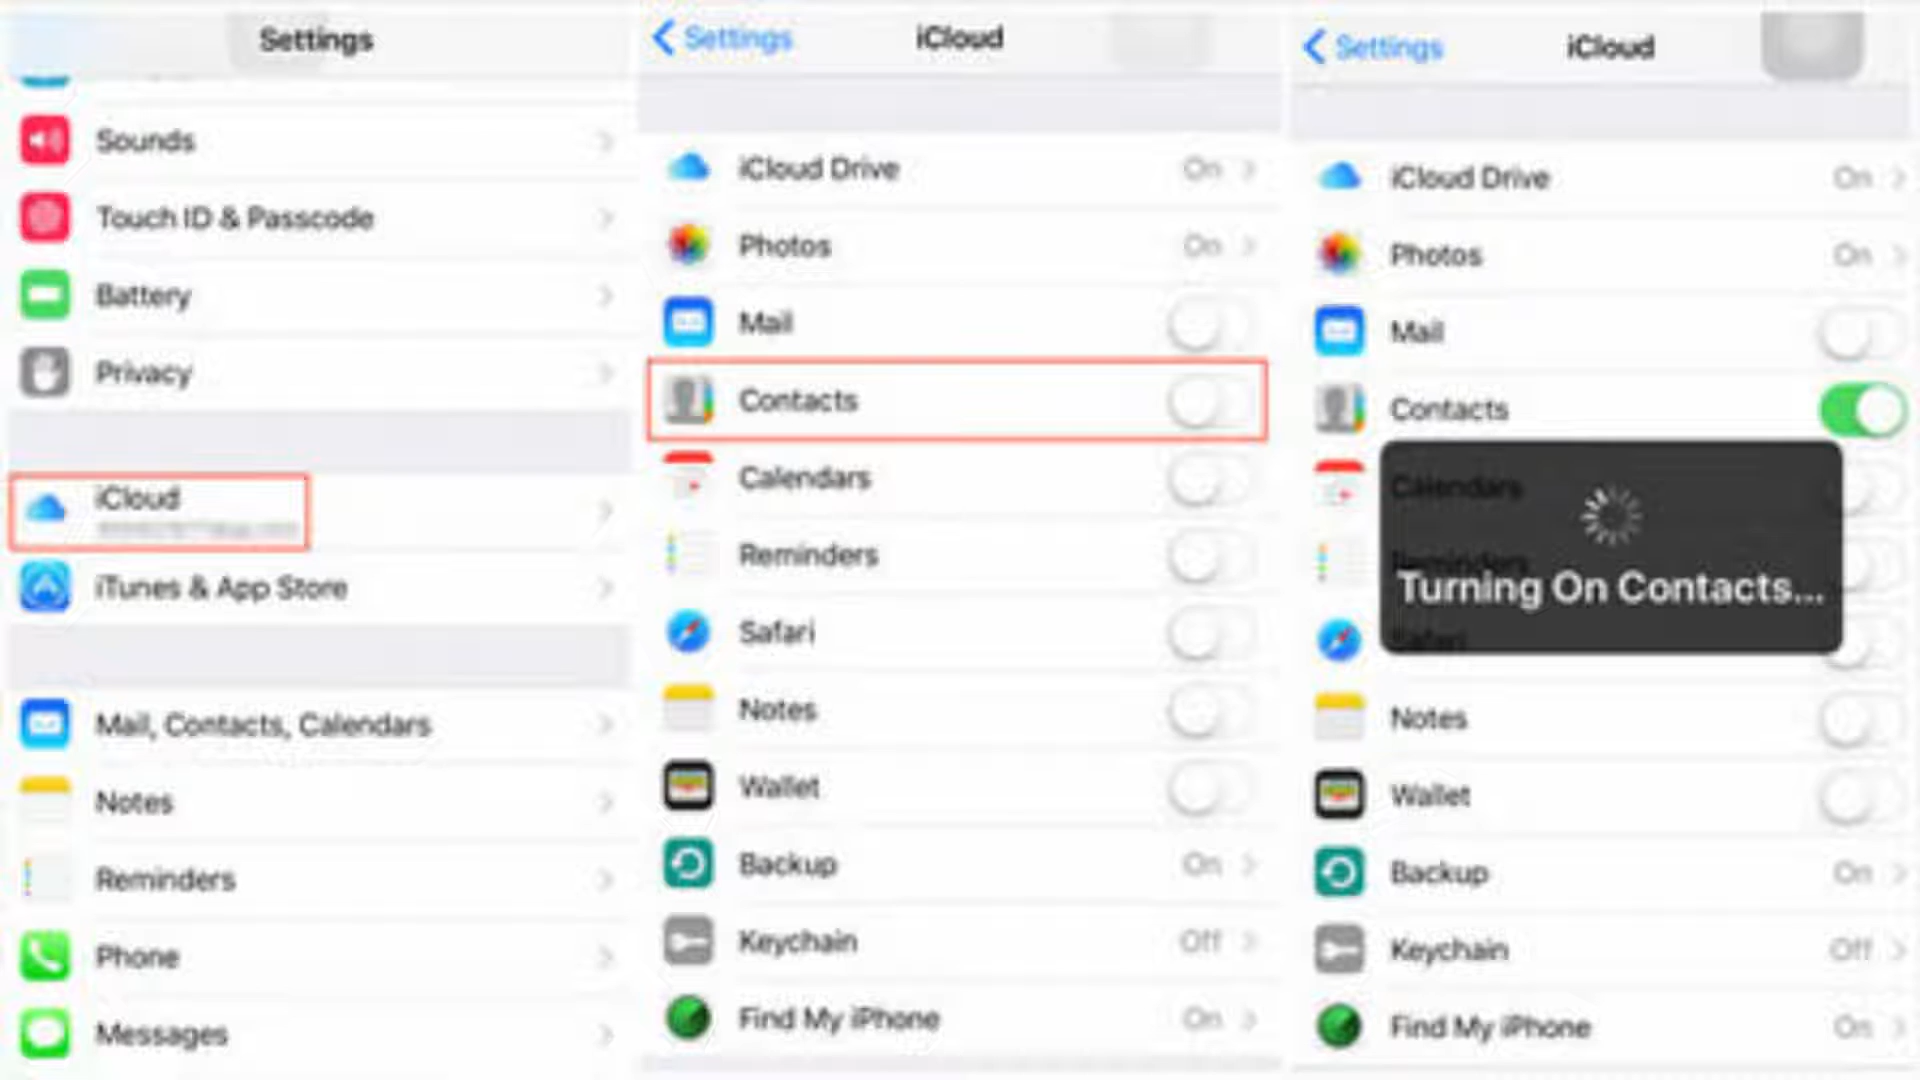 Settings
Sounds
Touch ID & Passcode
Battery
Privacy
iCloud
iTunes & App Store
Mail, Contacts, Calendars
Notes
Reminders
Phone
Messages
Settings iCloud
iCloud Drive On
Photos On
Mail
Contacts
Calendars
Reminders
Safari
Notes
Wallet
Backup On
Keychain Off
Find My iPhone On
Settings iCloud
iCloud Drive On
Photos On
Mail
Contacts
Calendars
Reminders
Turning On Contacts...
Safari
Notes
Wallet
Backup On
Keychain Off
Find My iPhone On